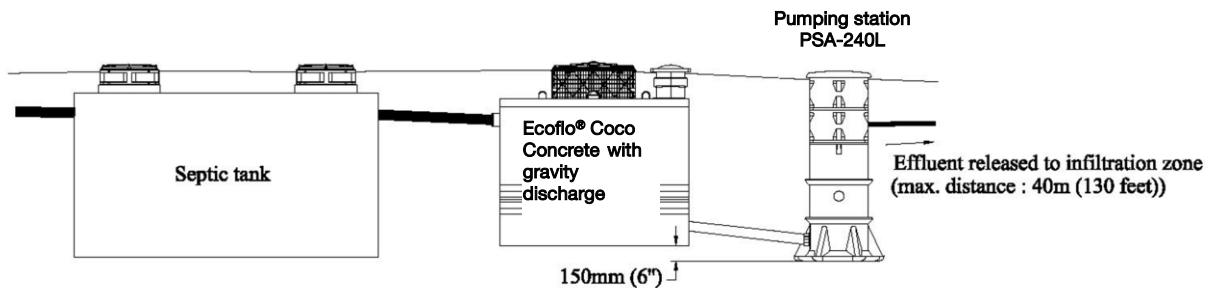 Pumping station
PSA-240L
Septic tank
Ecoflo® Coco
Concrete with
gravity
discharge
Effluent released to infiltration zone
(max. distance : 40m (130 feet))
150mm (6")